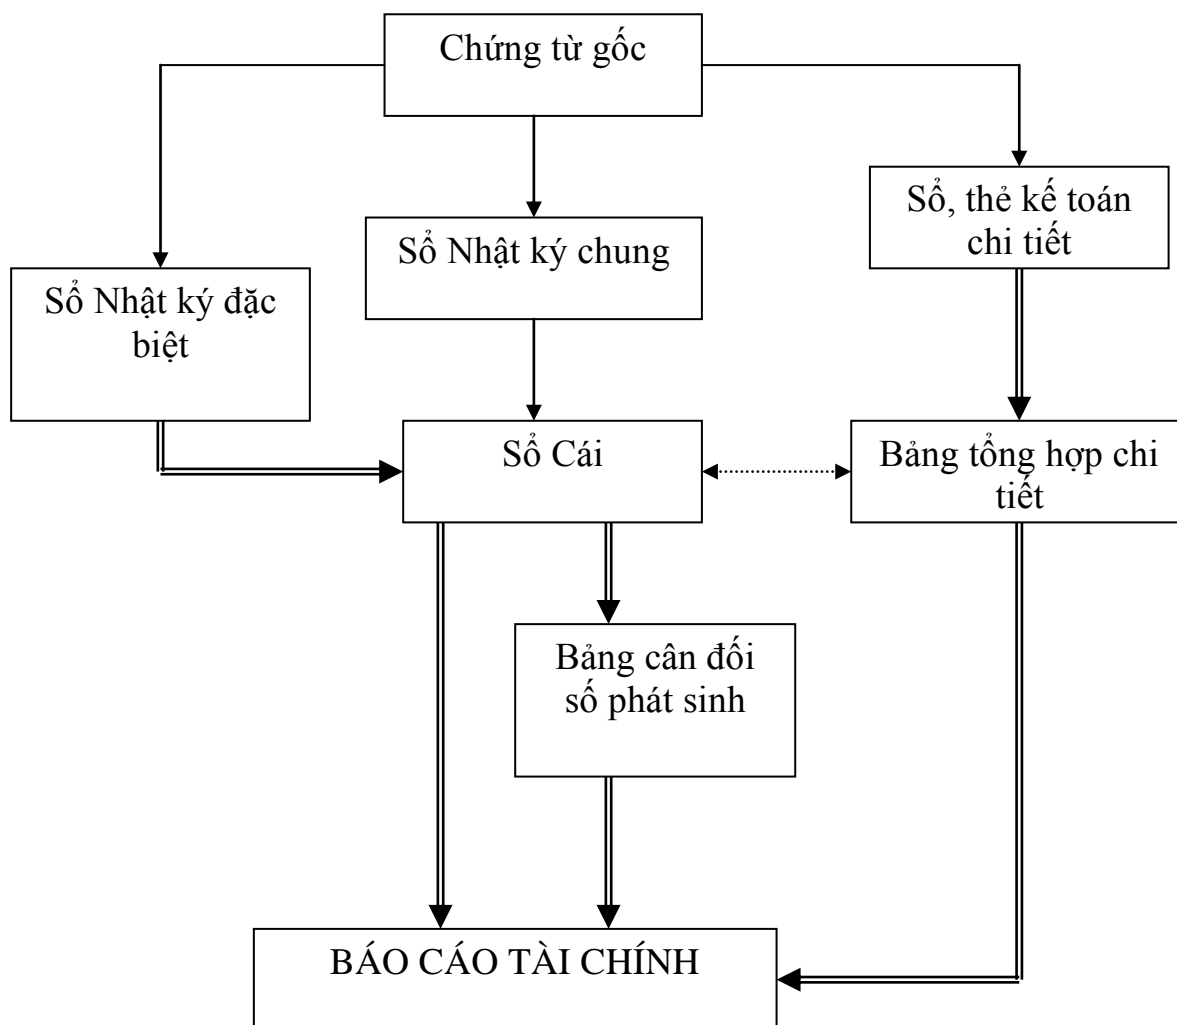 Chứng từ gốc
Sổ, thẻ kế toán
chi tiết
Sổ Nhật ký chung
Sổ Nhật ký đặc
biệt
Sổ Cái
Bảng tổng hợp chi
tiết
Bảng cân đối
số phát sinh
BÁO CÁO TÀI CHÍNH